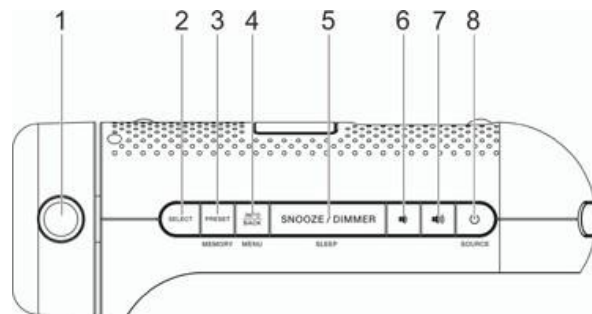 1 2 3 4 5 6 7 8
SELECT PRESET INFO BACK SNOOZE / DIMMER
MEMORY MENU SLEEP SOURCE